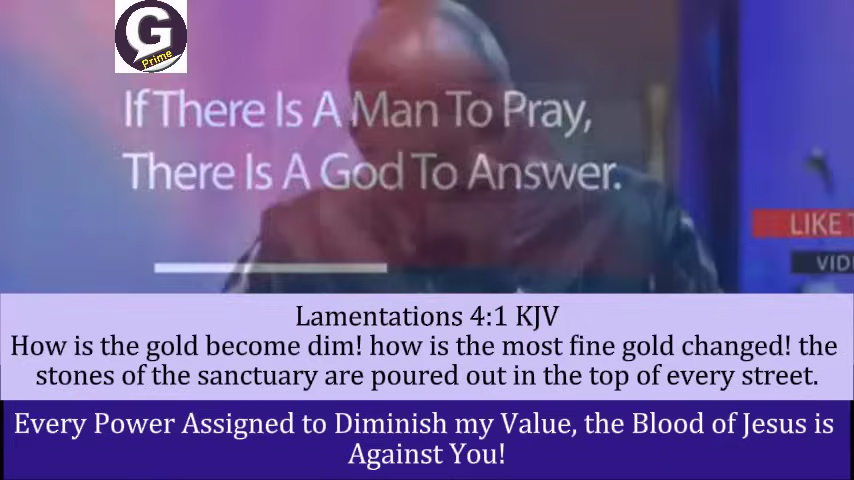 G
Prime
If There Is A Man To Pray,
There Is A God To Answer.
LIKE T
VID
Lamentations 4:1 KJV
How is the gold become dim! how is the most fine gold changed! the
stones of the sanctuary are poured out in the top of every street.
Every Power Assigned to Diminish my Value, the Blood of Jesus is
Against You!